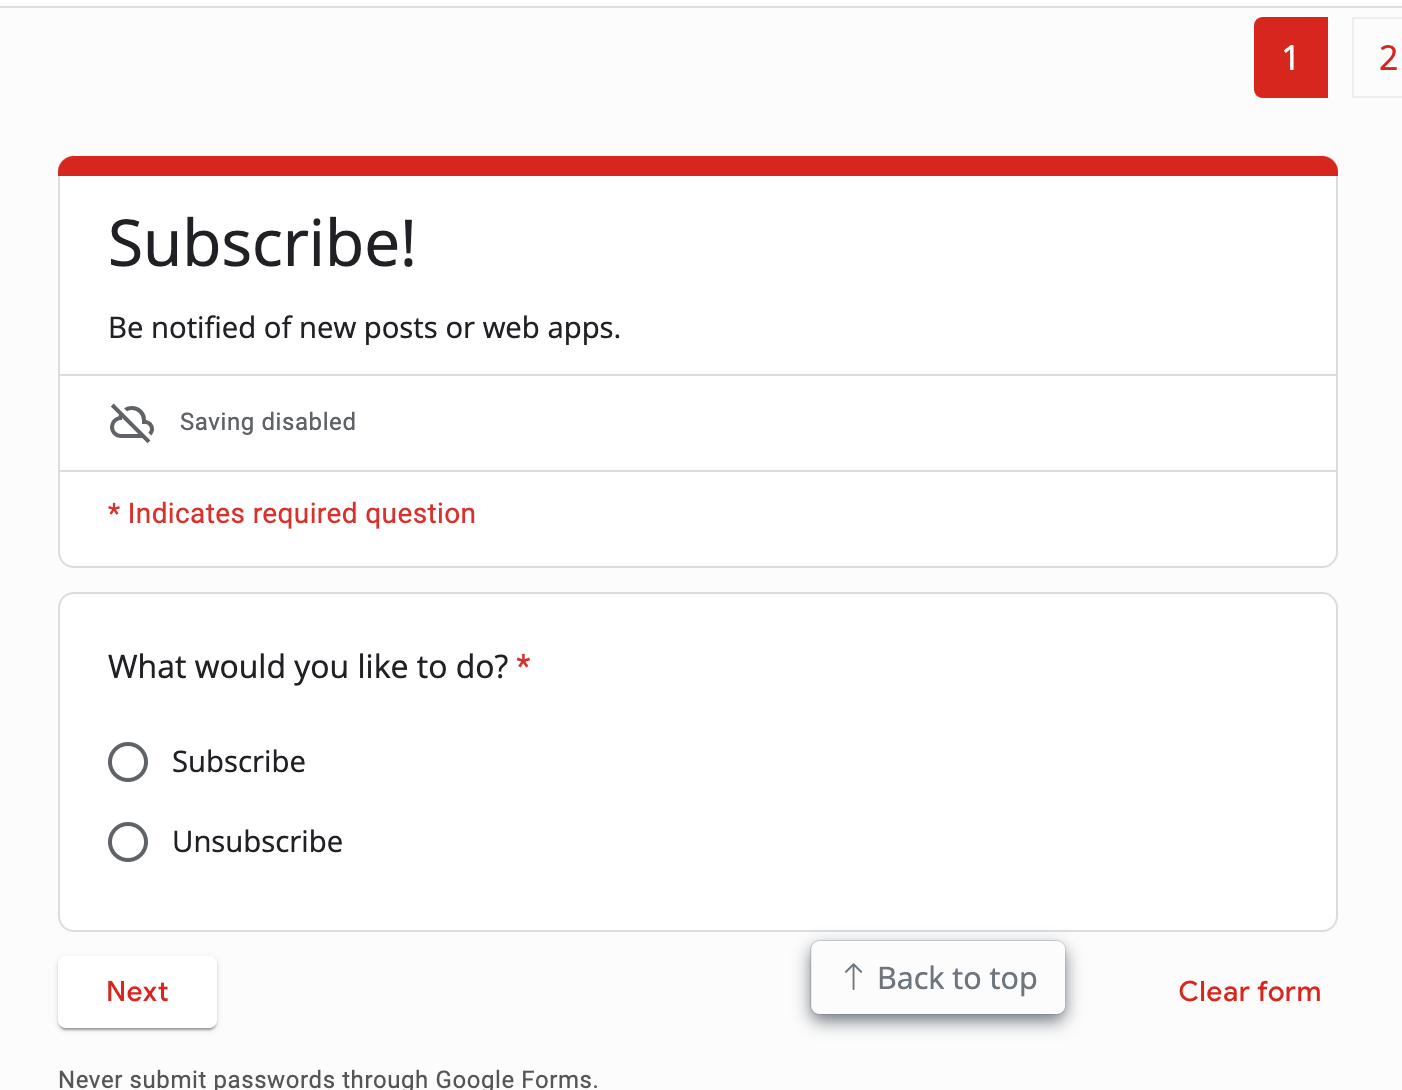 1
2
Subscribe!
Be notified of new posts or web apps.
Saving disabled
* Indicates required question
What would you like to do? *
Subscribe
Unsubscribe
Next
↑ Back to top
Clear form
Never submit passwords through Google Forms.